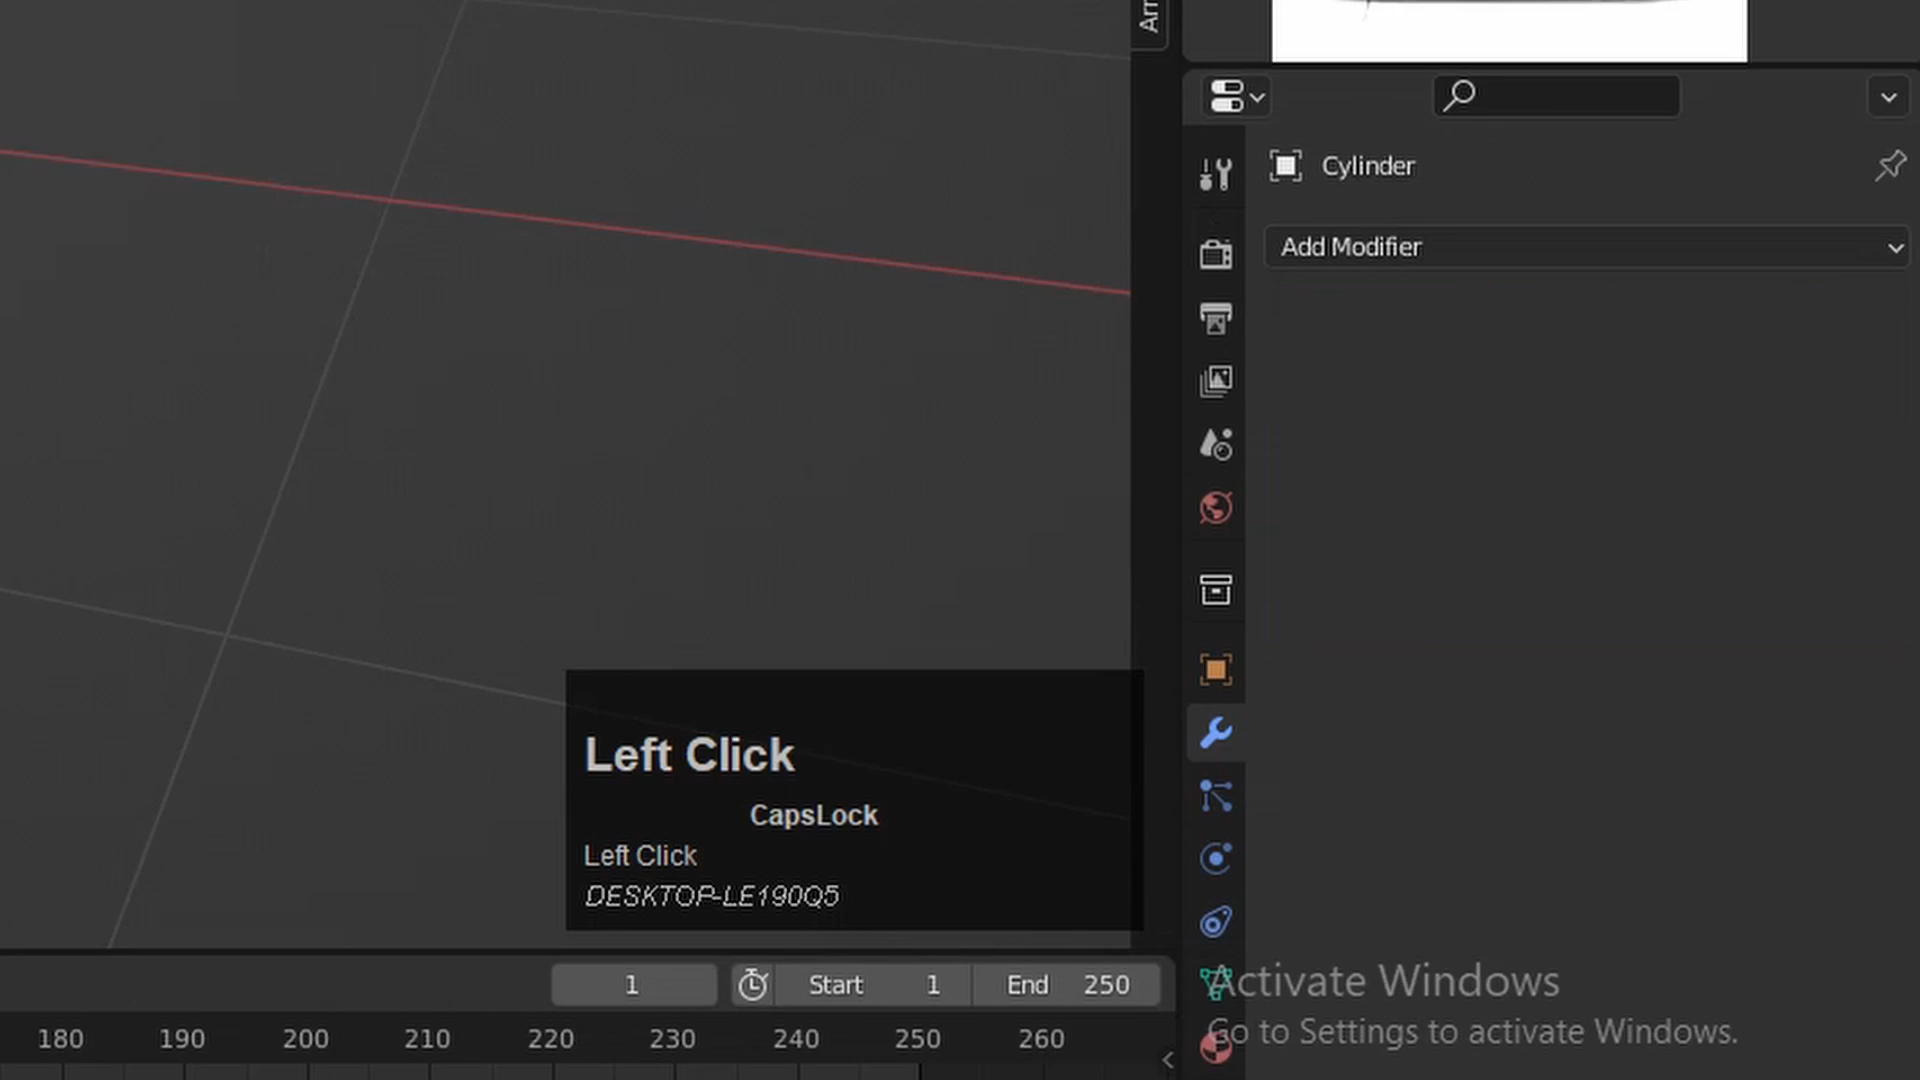 Arr
Cylinder
Add Modifier
Left Click
CapsLock
Left Click
DESKTOP-LE190Q5
1
Start 1
End 250
180 190 200 210 220 230 240 250 260
Activate Windows
Go to Settings to activate Windows.